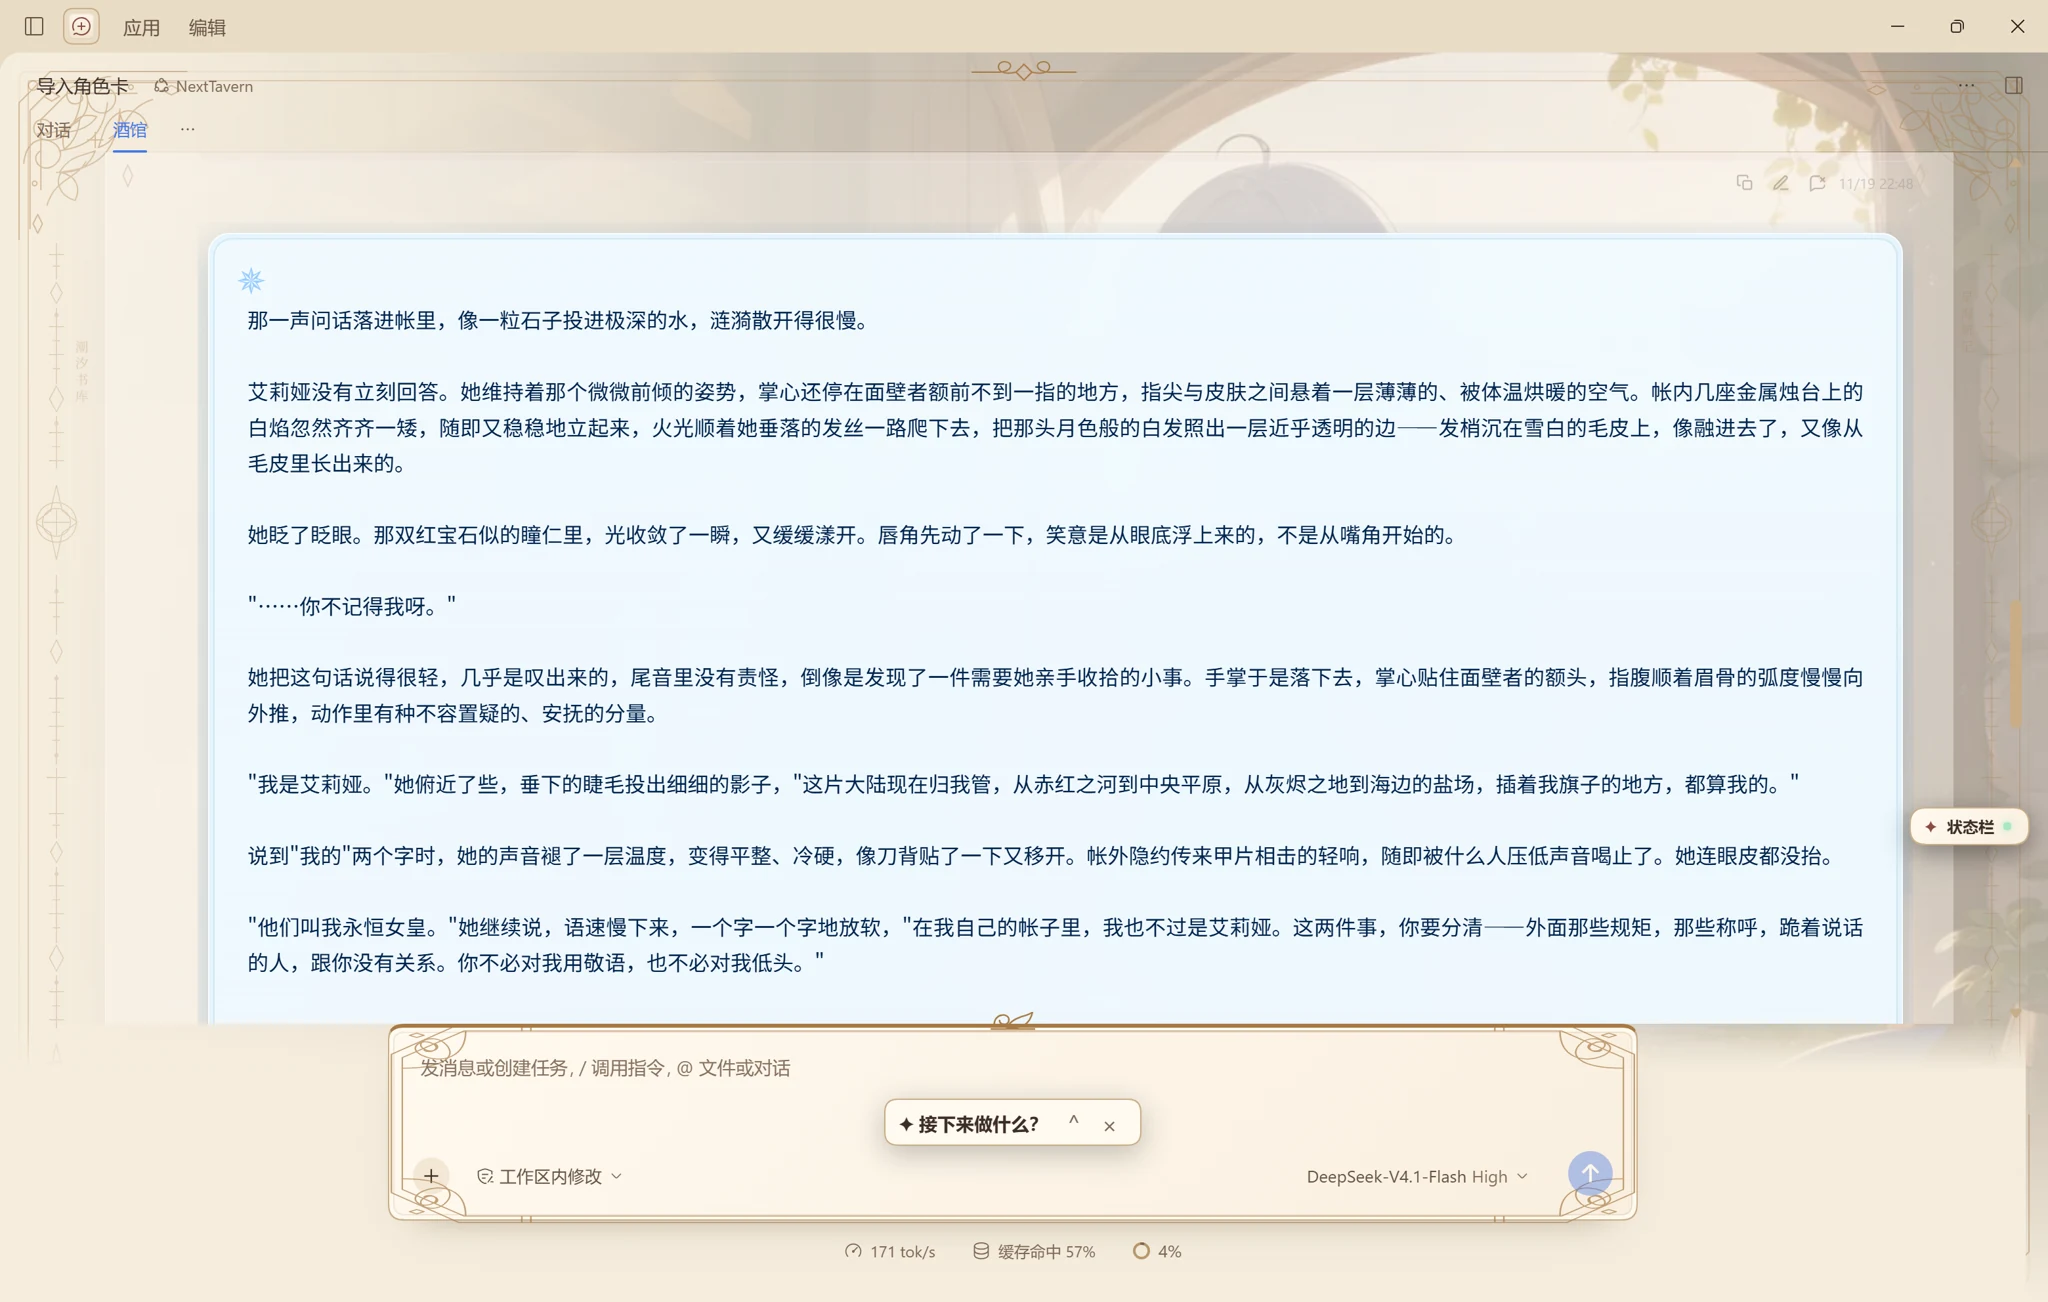 应用 编辑
导入角色卡 NextTavern
对话 酒馆 ...
11/19 22:48
潮汐书库
那一声问话落进帐里，像一粒石子投进极深的水，涟漪散开得很慢。
艾莉娅没有立刻回答。她维持着那个微微前倾的姿势，掌心还停在面壁者额前不到一指的地方，指尖与皮肤之间悬着一层薄薄的、被体温烘暖的空气。帐内几座金属烛台上的
白焰忽然齐齐一矮，随即又稳稳地立起来，火光顺着她垂落的发丝一路爬下去，把那头月色般的白发照出一层近乎透明的边——发梢沉在雪白的毛皮上，像融进去了，又像从
毛皮里长出来的。
她眨了眨眼。那双红宝石似的瞳仁里，光收敛了一瞬，又缓缓漾开。唇角先动了一下，笑意是从眼底浮上来的，不是从嘴角开始的。
"……你不记得我呀。"
她把这句话说得很轻，几乎是叹出来的，尾音里没有责怪，倒像是发现了一件需要她亲手收拾的小事。手掌于是落下去，掌心贴住面壁者的额头，指腹顺着眉骨的弧度慢慢向
外推，动作里有种不容置疑的、安抚的分量。
"我是艾莉娅。"她俯近了些，垂下的睫毛投出细细的影子，"这片大陆现在归我管，从赤红之河到中央平原，从灰烬之地到海边的盐场，插着我旗子的地方，都算我的。"
说到"我的"两个字时，她的声音褪了一层温度，变得平整、冷硬，像刀背贴了一下又移开。帐外隐约传来甲片相击的轻响，随即被什么人压低声音喝止了。她连眼皮都没抬。
状态栏
"他们叫我永恒女皇。"她继续说，语速慢下来，一个字一个字地放软，"在我自己的帐子里，我也不过是艾莉娅。这两件事，你要分清——外面那些规矩，那些称呼，跪着说话
的人，跟你没有关系。你不必对我用敬语，也不必对我低头。"
发消息或创建任务, / 调用指令, @ 文件或对话
接下来做什么？
工作区内修改 DeepSeek-V4.1-Flash High
171 tok/s 缓存命中 57% 4%